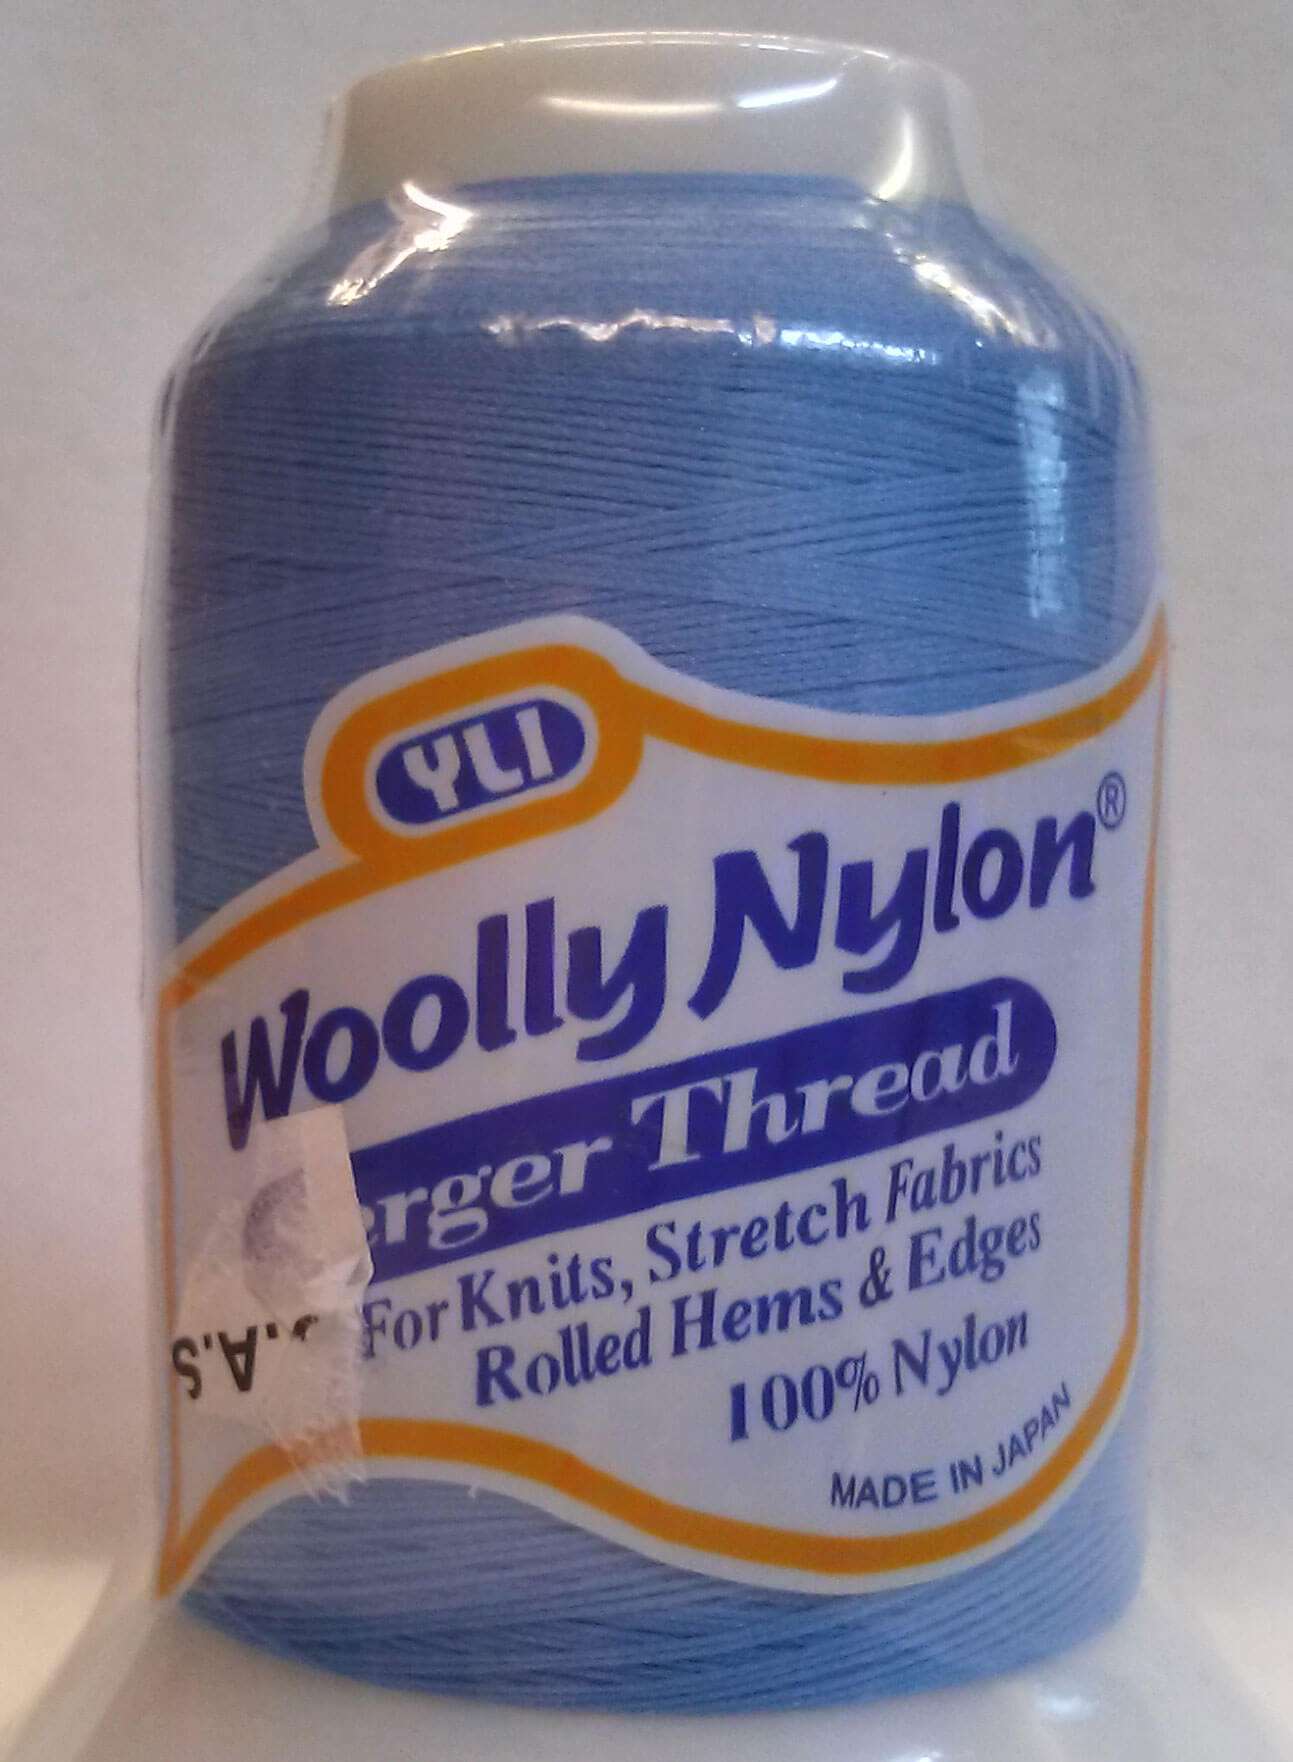 YLI
Woolly Nylon®
erger Thread
For Knits, Stretch Fabrics
Rolled Hems & Edges
100% Nylon
MADE IN JAPAN
.A.S